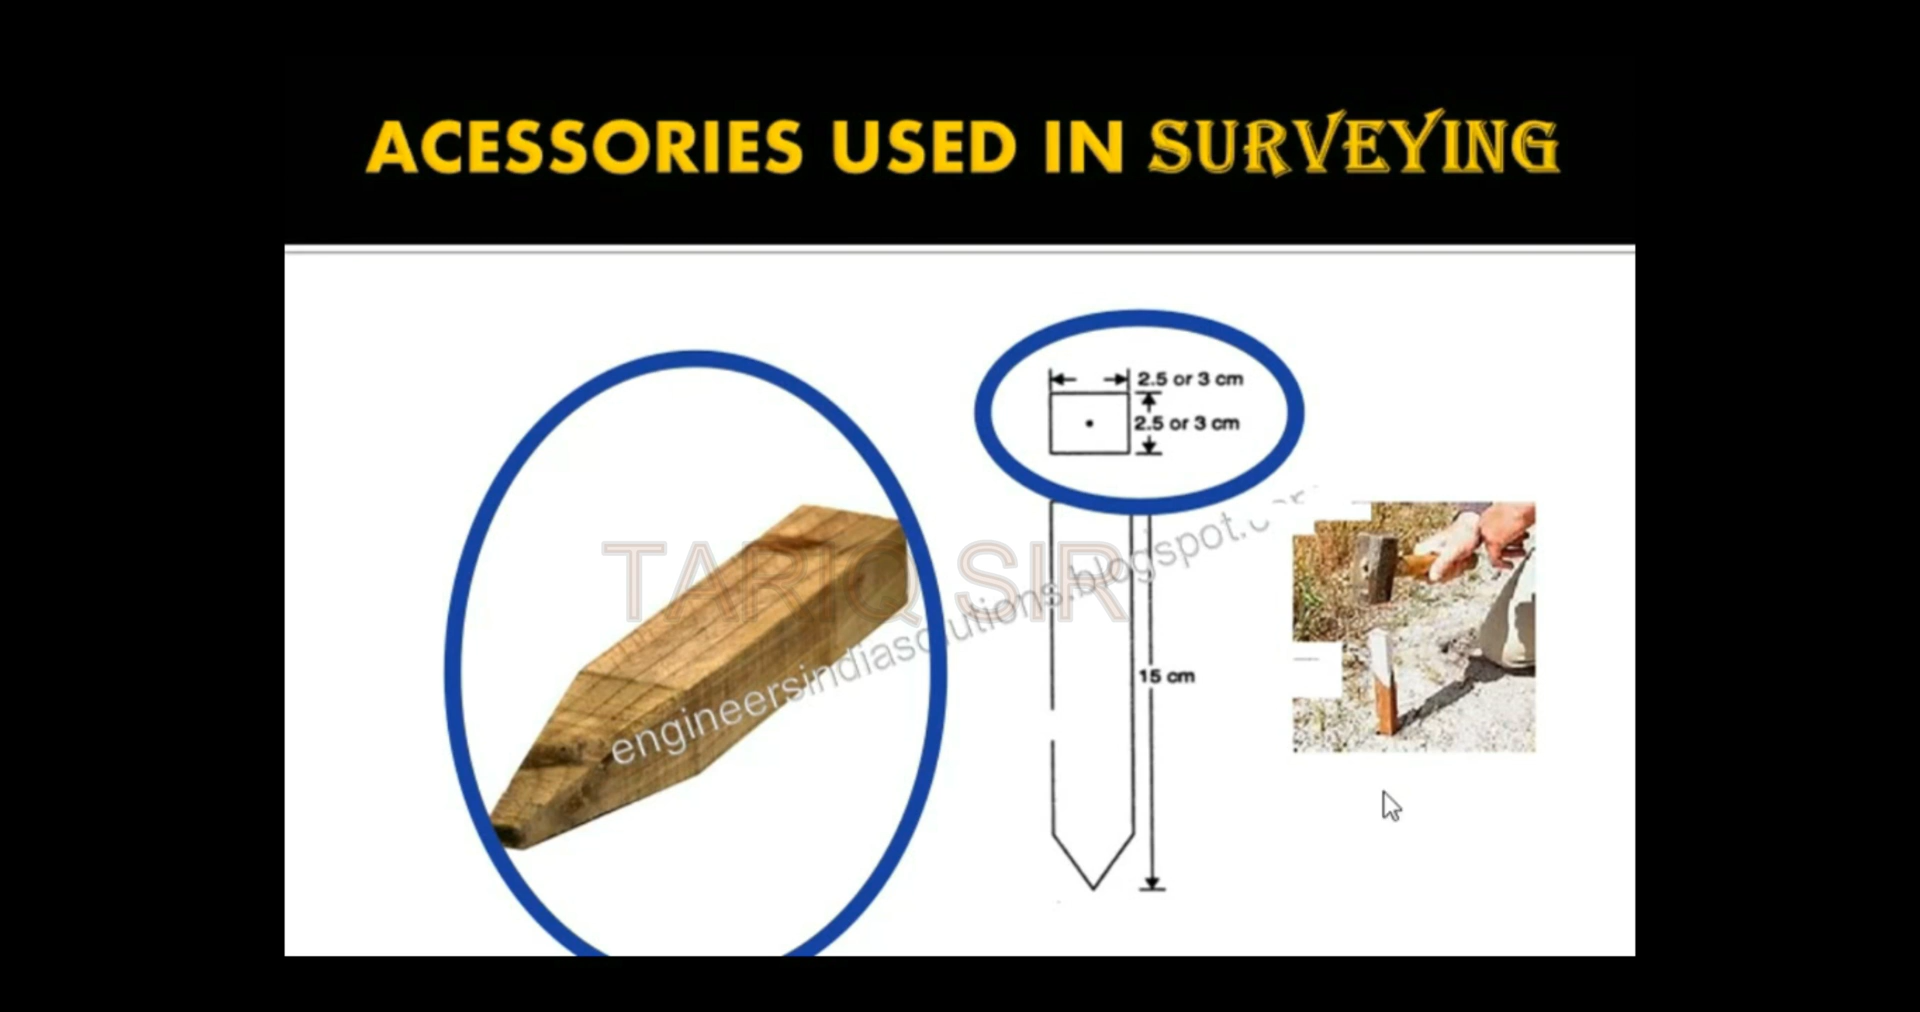 ACESSORIES USED IN SURVEYING
2.5 or 3 cm
2.5 or 3 cm
TARIQ SIR
engineersindiasolutions.blogspot.com
15 cm